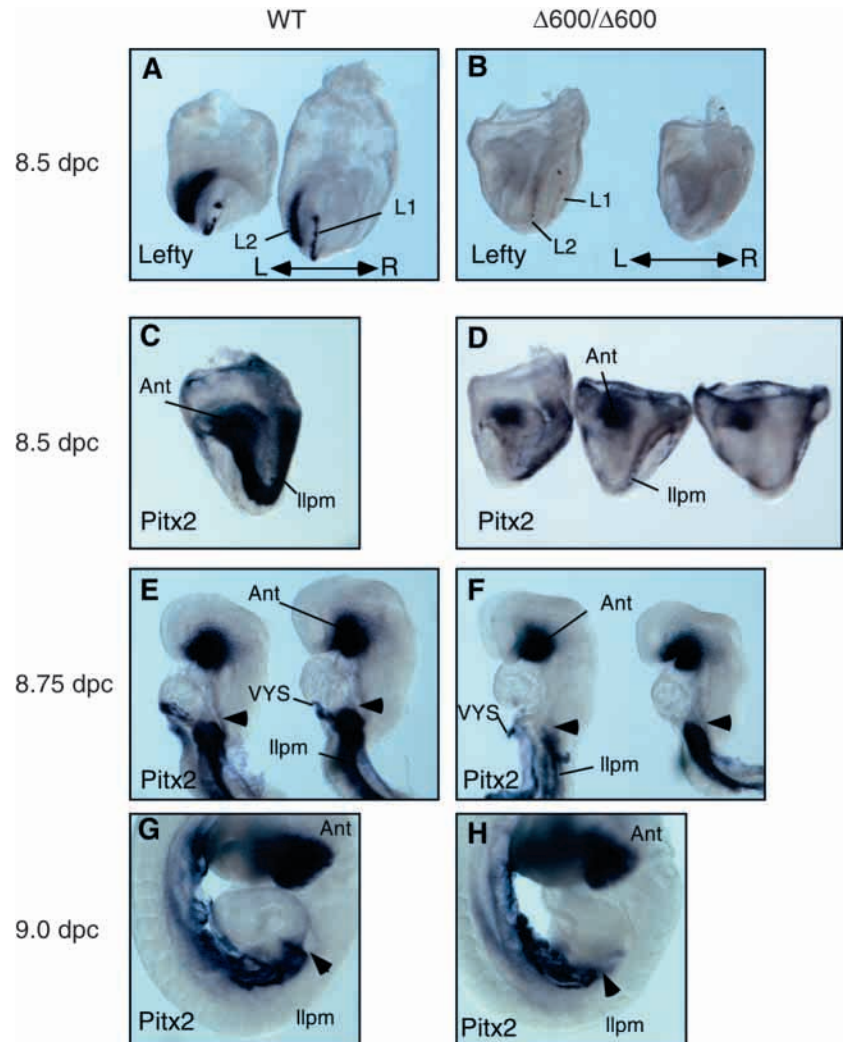 WT Δ600/Δ600
8.5 dpc
A
L2
L1
Lefty
L R
B
L1
L2
Lefty
L R
8.5 dpc
C
Ant
llpm
Pitx2
D
Ant
llpm
Pitx2
8.75 dpc
E
Ant
VYS
llpm
Pitx2
F
Ant
VYS
llpm
Pitx2
9.0 dpc
G
Ant
Pitx2
llpm
H
Ant
Pitx2
llpm